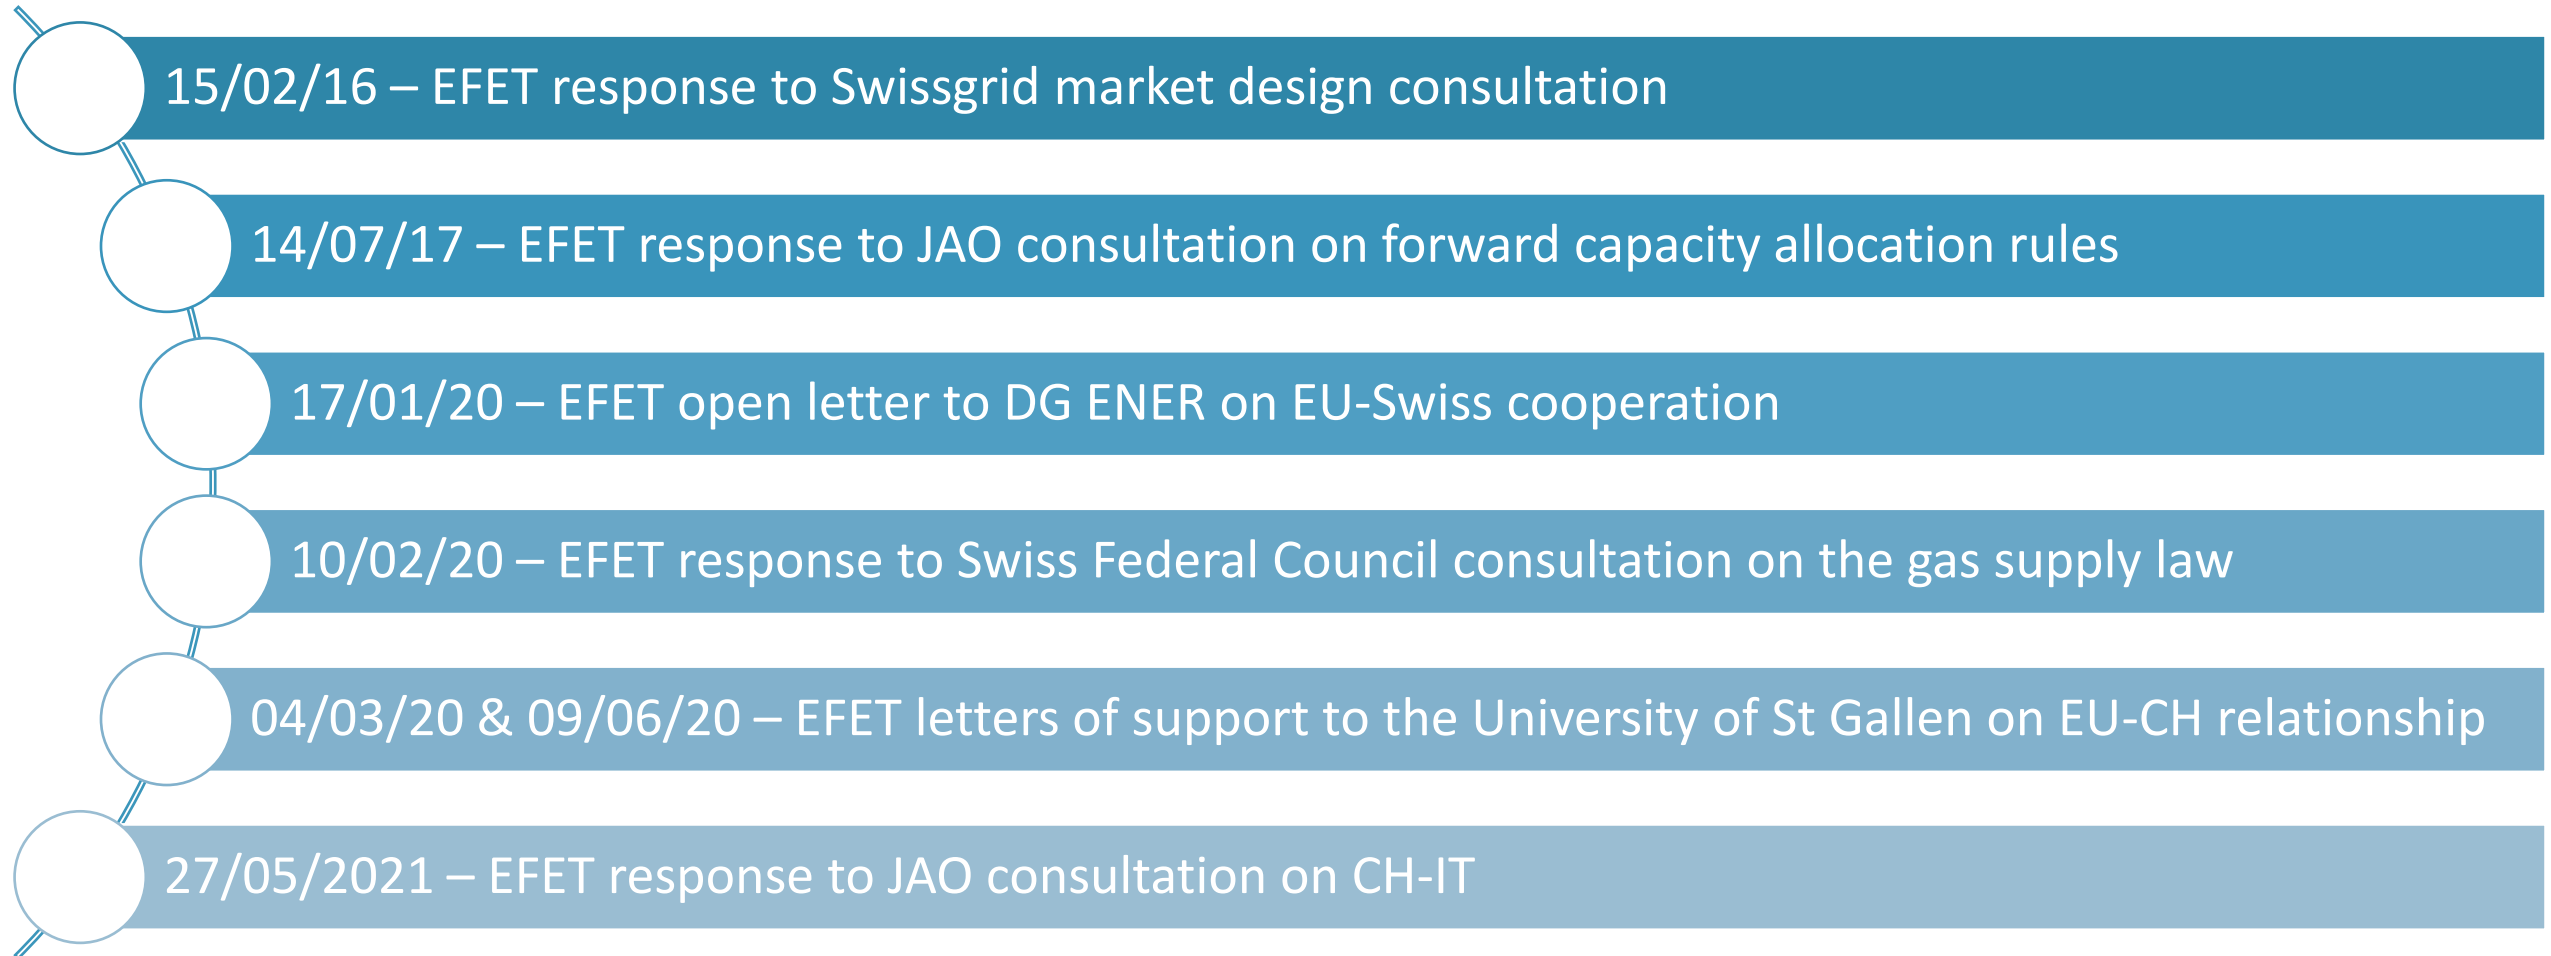 15/02/16 – EFET response to Swissgrid market design consultation
14/07/17 – EFET response to JAO consultation on forward capacity allocation rules
17/01/20 – EFET open letter to DG ENER on EU-Swiss cooperation
10/02/20 – EFET response to Swiss Federal Council consultation on the gas supply law
04/03/20 & 09/06/20 – EFET letters of support to the University of St Gallen on EU-CH relationship
27/05/2021 – EFET response to JAO consultation on CH-IT